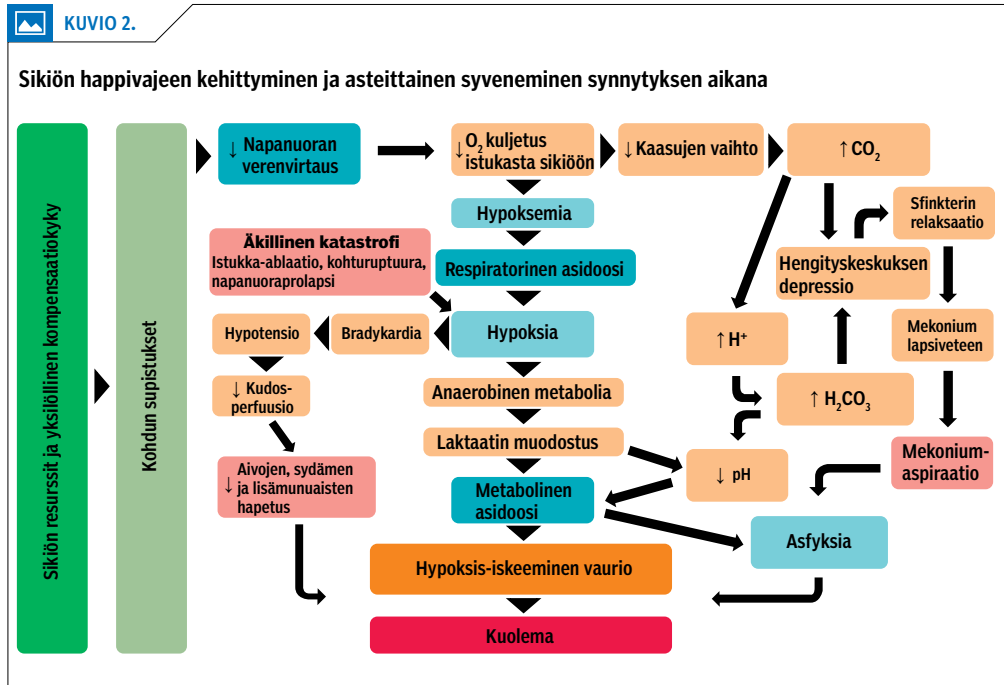 KUVIO 2.
Sikiön happivajeen kehittyminen ja asteittainen syveneminen synnytyksen aikana
Sikiön resurssit ja yksilöllinen kompensaatiokyky
Kohdun supistukset
↓ Napanuoran
verenvirtaus
↓ O₂ kuljetus
istukasta sikiöön
↓ Kaasujen vaihto
↑ CO₂
Hypoksemia
Sfinkterin
relaksaatio
Äkillinen katastrofi
Istukka-ablaatio, kohturuptuura,
napanuoraprolapsi
Respiratorinen asidoosi
Hengityskeskuksen
depressio
Hypotensio
Bradykardia
Hypoksia
↑ H⁺
Mekonium
lapsiveteen
↓ Kudos-
perfuusio
Anaerobinen metabolia
↑ H₂CO₃
Laktaatin muodostus
Mekonium-
aspiraatio
↓ Aivojen, sydämen
ja lisämunuaisten
hapetus
↓ pH
Metabolinen
asidoosi
Asfyksia
Hypoksis-iskeeminen vaurio
Kuolema